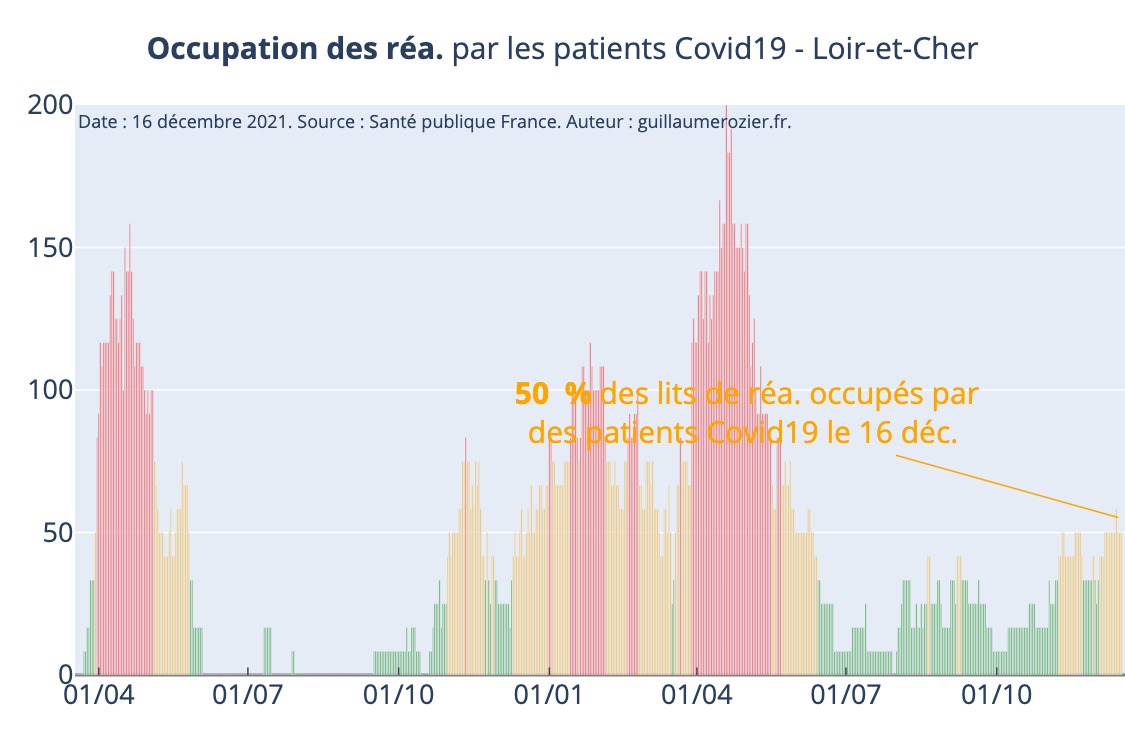 Occupation des réa. par les patients Covid19 - Loir-et-Cher
200
Date : 16 décembre 2021. Source : Santé publique France. Auteur : guillaumerozier.fr.
150
100
50 % des lits de réa. occupés par
des patients Covid19 le 16 déc.
50
0
01/04 01/07 01/10 01/01 01/04 01/07 01/10